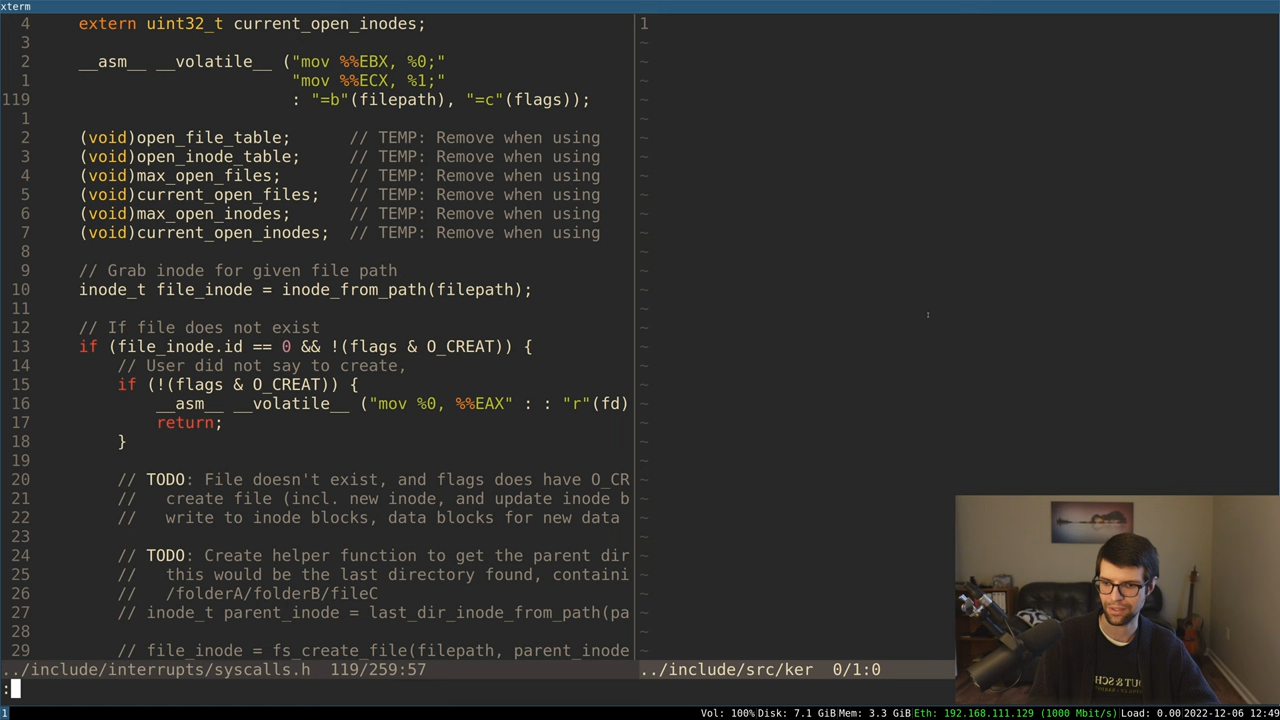 xterm
4 extern uint32_t current_open_inodes;
3
2 __asm__ __volatile__ ("mov %%EBX, %0;"
1 "mov %%ECX, %1;"
119 : "=b"(filepath), "=c"(flags));
1
2 (void)open_file_table; // TEMP: Remove when using
3 (void)open_inode_table; // TEMP: Remove when using
4 (void)max_open_files; // TEMP: Remove when using
5 (void)current_open_files; // TEMP: Remove when using
6 (void)max_open_inodes; // TEMP: Remove when using
7 (void)current_open_inodes; // TEMP: Remove when using
8
9 // Grab inode for given file path
10 inode_t file_inode = inode_from_path(filepath);
11
12 // If file does not exist
13 if (file_inode.id == 0 && !(flags & O_CREAT)) {
14 // User did not say to create,
15 if (!(flags & O_CREAT)) {
16 __asm__ __volatile__ ("mov %0, %%EAX" : : "r"(fd)
17 return;
18 }
19
20 // TODO: File doesn't exist, and flags does have O_CR
21 // create file (incl. new inode, and update inode b
22 // write to inode blocks, data blocks for new data
23
24 // TODO: Create helper function to get the parent dir
25 // this would be the last directory found, containi
26 // /folderA/folderB/fileC
27 // inode_t parent_inode = last_dir_inode_from_path(pa
28
29 // file_inode = fs_create_file(filepath, parent_inode
../include/interrupts/syscalls.h 119/259:57
:
1
../include/src/ker 0/1:0
1 Vol: 100% Disk: 7.1 GiB Mem: 3.3 GiB Eth: 192.168.111.129 (1000 Mbit/s) Load: 0.00 2022-12-06 12:49